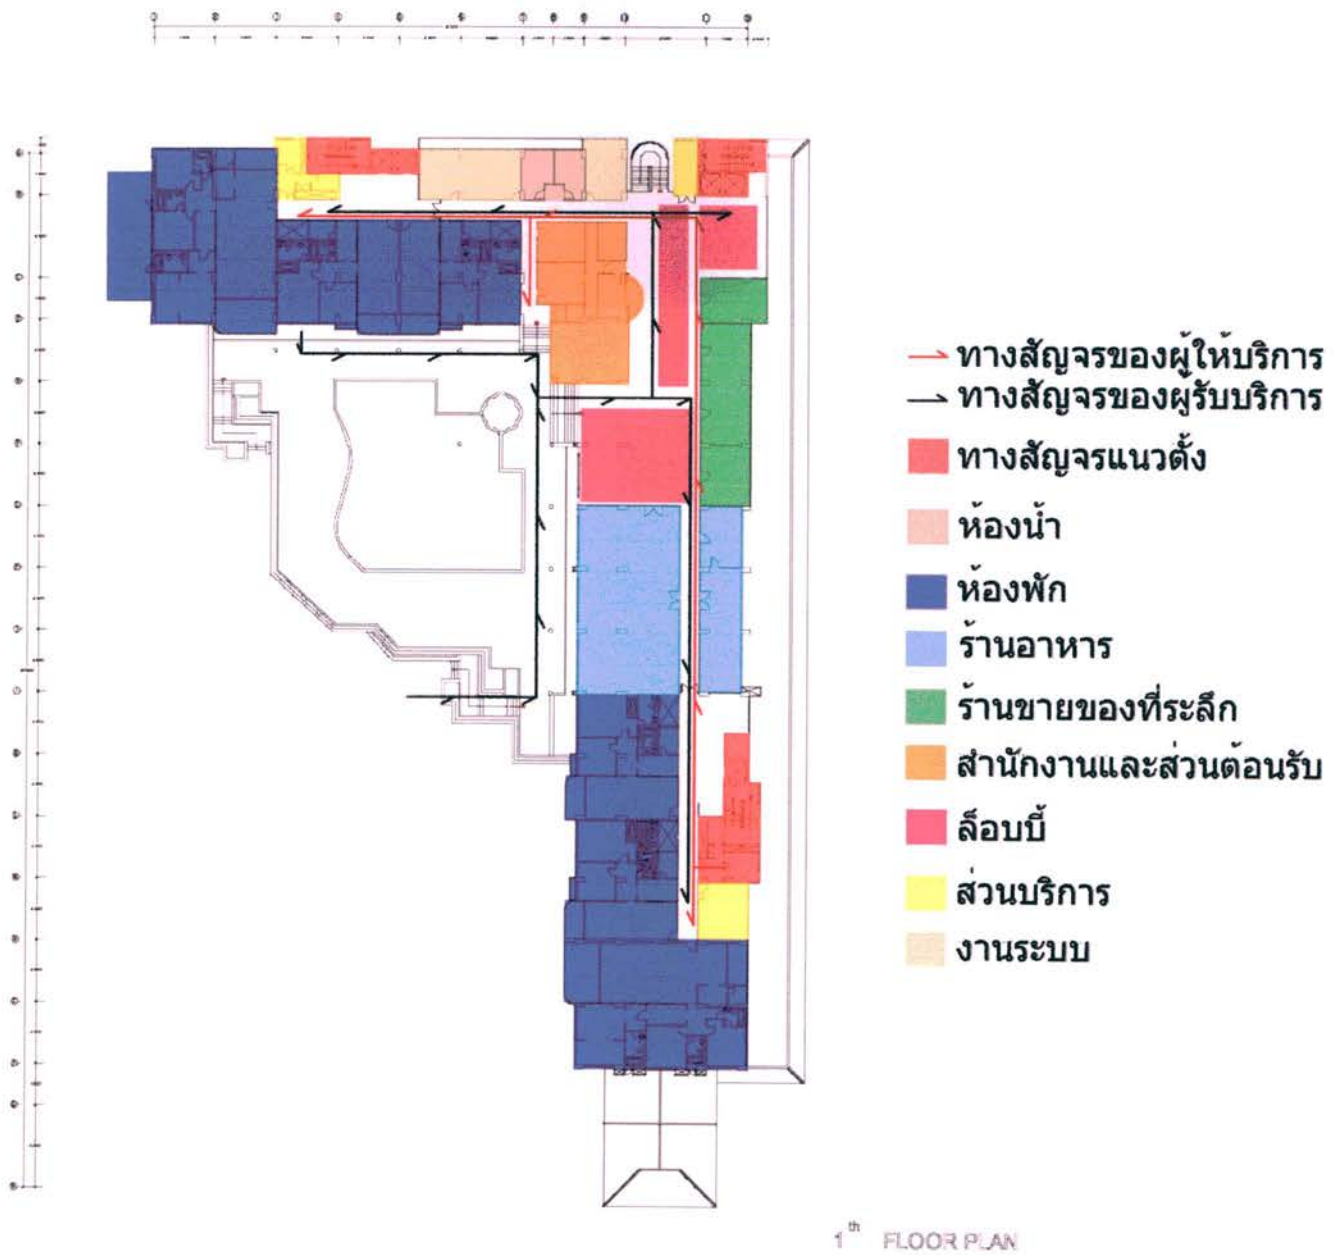 ทางสัญจรของผู้ให้บริการ
ทางสัญจรของผู้รับบริการ
ทางสัญจรแนวตั้ง
ห้องน้ำ
ห้องพัก
ร้านอาหาร
ร้านขายของที่ระลึก
สำนักงานและส่วนต้อนรับ
ล็อบบี้
ส่วนบริการ
งานระบบ
1th FLOOR PLAN